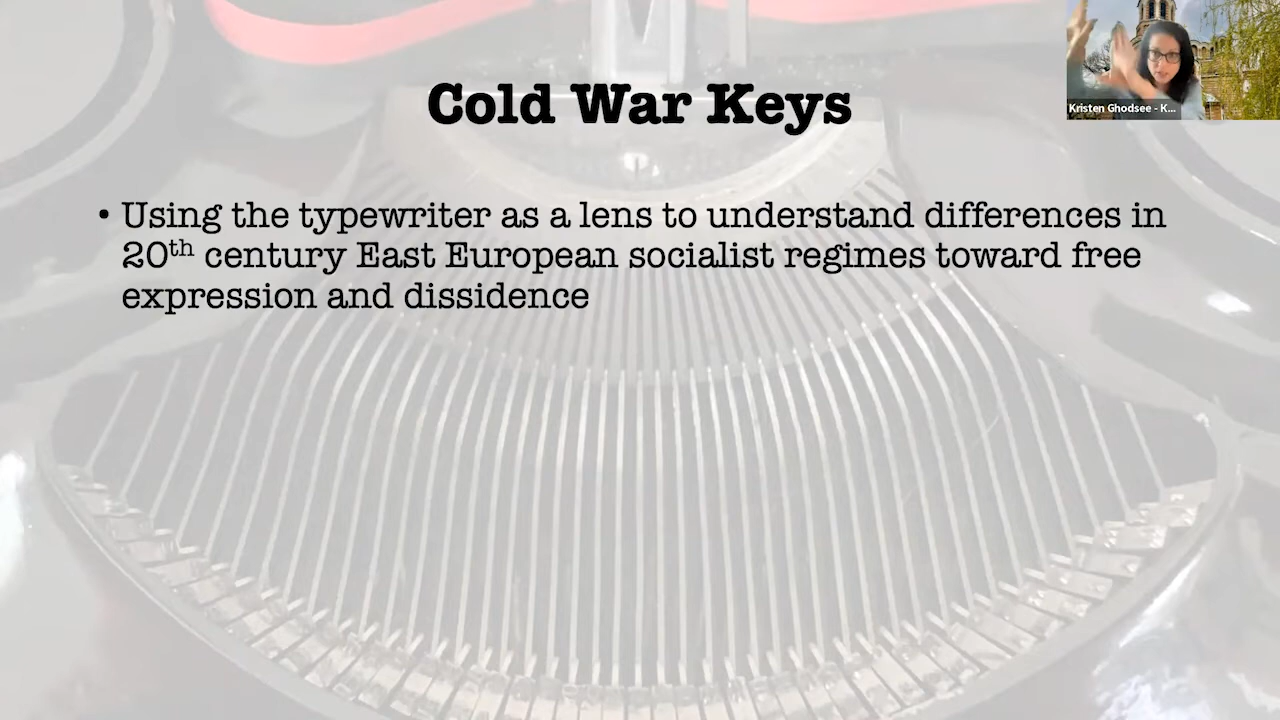 Kristen Ghodsee - K...
Cold War Keys
• Using the typewriter as a lens to understand differences in
20th century East European socialist regimes toward free
expression and dissidence